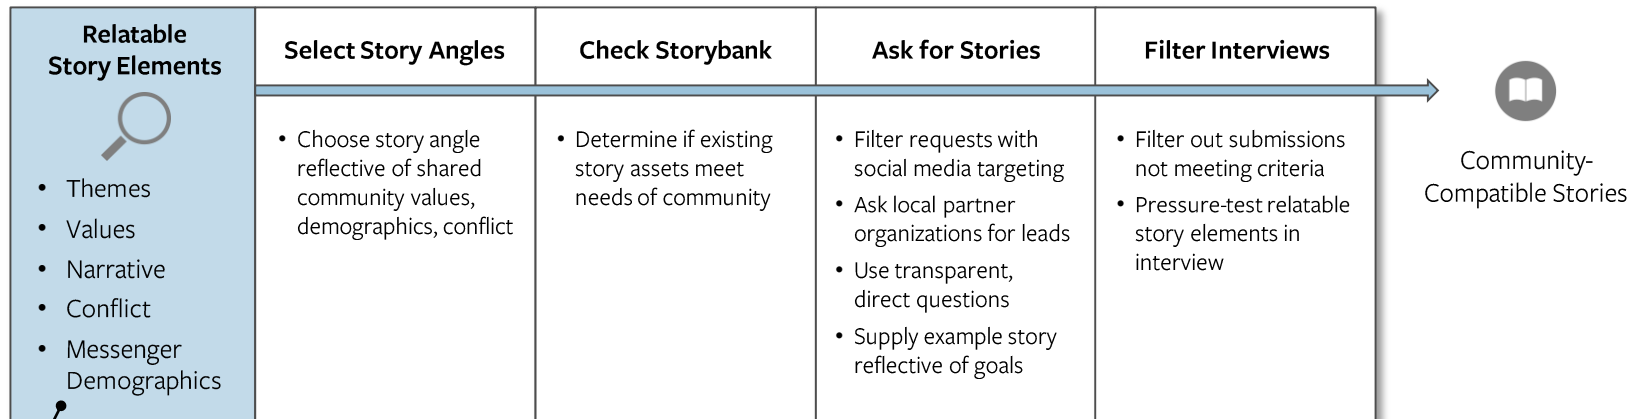 Relatable
Story Elements
• Themes
• Values
• Narrative
• Conflict
• Messenger
Demographics
Select Story Angles
• Choose story angle
reflective of shared
community values,
demographics, conflict
Check Storybank
• Determine if existing
story assets meet
needs of community
Ask for Stories
• Filter requests with
social media targeting
• Ask local partner
organizations for leads
• Use transparent,
direct questions
• Supply example story
reflective of goals
Filter Interviews
• Filter out submissions
not meeting criteria
• Pressure-test relatable
story elements in
interview
Community-
Compatible Stories